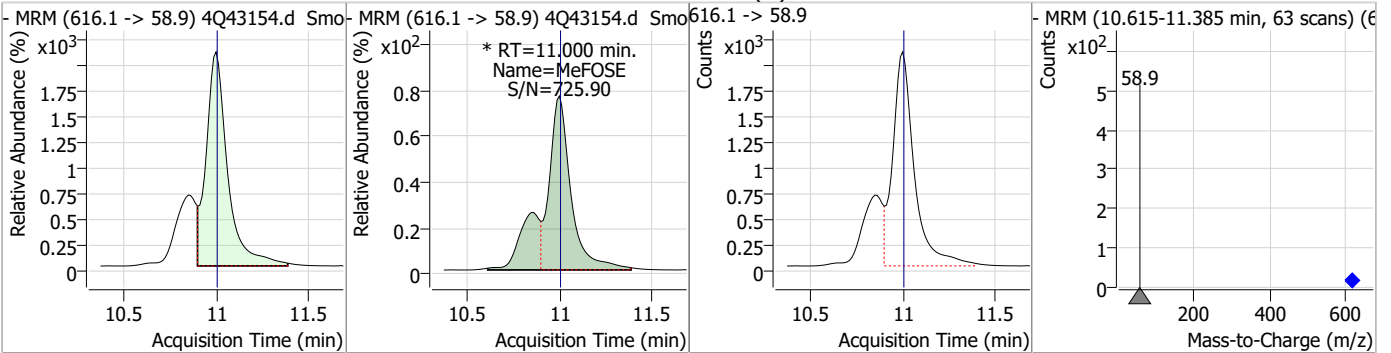 - MRM (616.1 -> 58.9) 4Q43154.d Smo
x10³
Relative Abundance (%)
1.75
1.5
1.25
1
0.75
0.5
0.25
0
10.5
11
11.5
Acquisition Time (min)
- MRM (616.1 -> 58.9) 4Q43154.d Smo
x10²
* RT=11.000 min.
Name=MeFOSE
S/N=725.90
Relative Abundance (%)
0.8
0.6
0.4
0.2
0
10.5
11
11.5
Acquisition Time (min)
616.1 -> 58.9
x10³
Counts
1.75
1.5
1.25
1
0.75
0.5
0.25
0
10.5
11
11.5
Acquisition Time (min)
- MRM (10.615-11.385 min, 63 scans) (6
x10²
Counts
58.9
5
4
3
2
1
0
200
400
600
Mass-to-Charge (m/z)